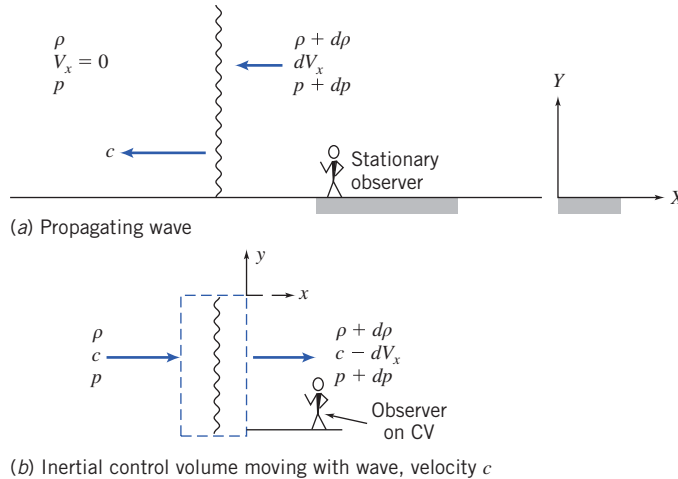 ρ
V_x = 0
p
ρ + dρ
dV_x
p + dp
c
Stationary
observer
Y
X
(a) Propagating wave
y
x
ρ
c
p
ρ + dρ
c − dV_x
p + dp
Observer
on CV
(b) Inertial control volume moving with wave, velocity c